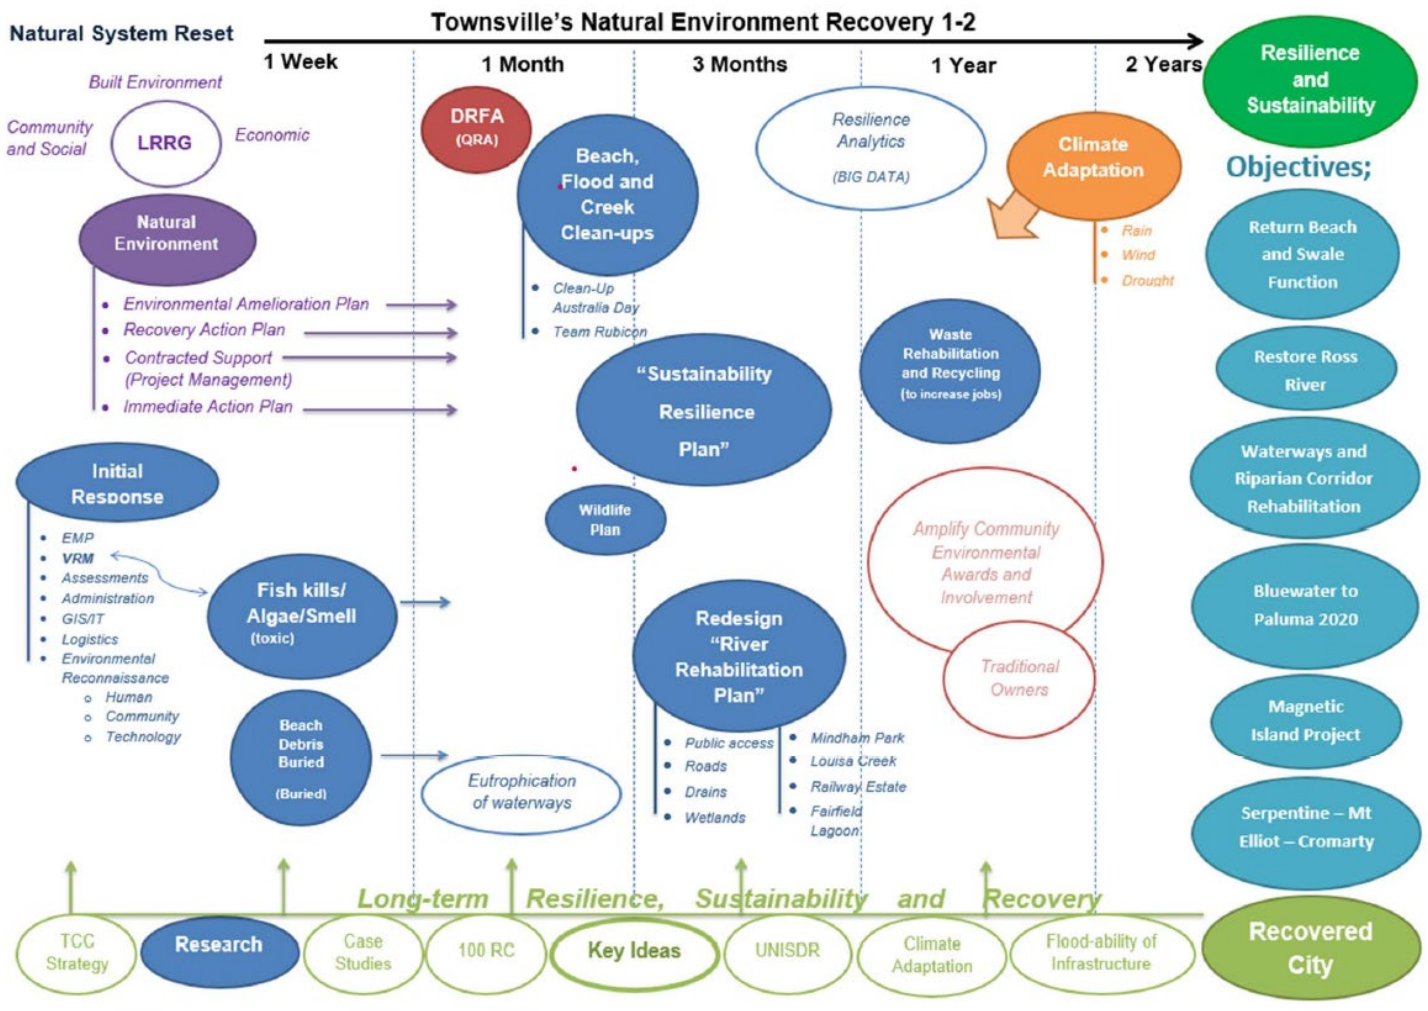 Townsville's Natural Environment Recovery 1-2
Natural System Reset
1 Week
1 Month
3 Months
1 Year
2 Years
Resilience
and
Sustainability
Built Environment
Community
and Social
LRRG
Economic
Natural
Environment
Environmental Amelioration Plan
Recovery Action Plan
Contracted Support
(Project Management)
Immediate Action Plan
DRFA
(QRA)
Beach,
Flood and
Creek
Clean-ups
Clean-Up
Australia Day
Team Rubicon
Resilience
Analytics
(BIG DATA)
Climate
Adaptation
Rain
Wind
Drought
"Sustainability
Resilience
Plan"
Waste
Rehabilitation
and Recycling
(to increase jobs)
Initial
Response
EMP
VRM
Assessments
Administration
GIS/IT
Logistics
Environmental
Reconnaissance
Human
Community
Technology
Fish kills/
Algae/Smell
(toxic)
Wildlife
Plan
Amplify Community
Environmental
Awards and
Involvement
Traditional
Owners
Redesign
"River
Rehabilitation
Plan"
Public access
Roads
Drains
Wetlands
Mindham Park
Louisa Creek
Railway Estate
Fairfield
Lagoon
Beach
Debris
Buried
(Buried)
Eutrophication
of waterways
Objectives;
Return Beach
and Swale
Function
Restore Ross
River
Waterways and
Riparian Corridor
Rehabilitation
Bluewater to
Paluma 2020
Magnetic
Island Project
Serpentine – Mt
Elliot – Cromarty
Long-term Resilience, Sustainability and Recovery
TCC
Strategy
Research
Case
Studies
100 RC
Key Ideas
UNISDR
Climate
Adaptation
Flood-ability of
Infrastructure
Recovered
City